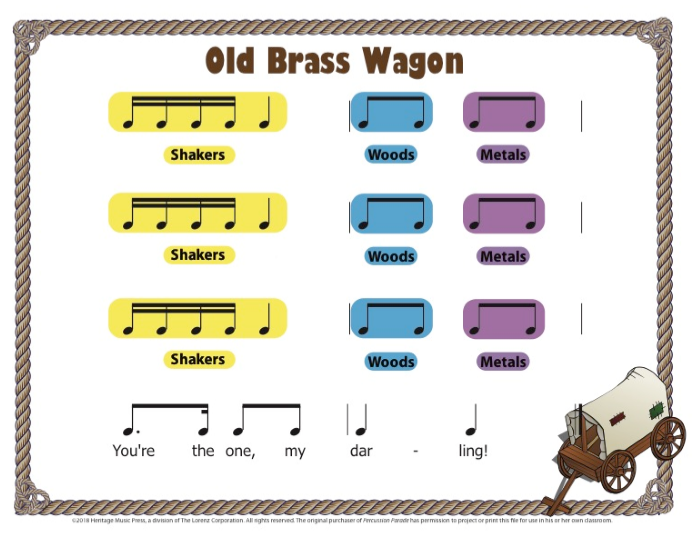 Old Brass Wagon
Shakers Woods Metals
Shakers Woods Metals
Shakers Woods Metals
You're the one, my dar - ling!
©2018 Heritage Music Press, a division of The Lorenz Corporation. All rights reserved. The original purchaser of Percussion Parade has permission to project or print this file for use in his or her own classroom.